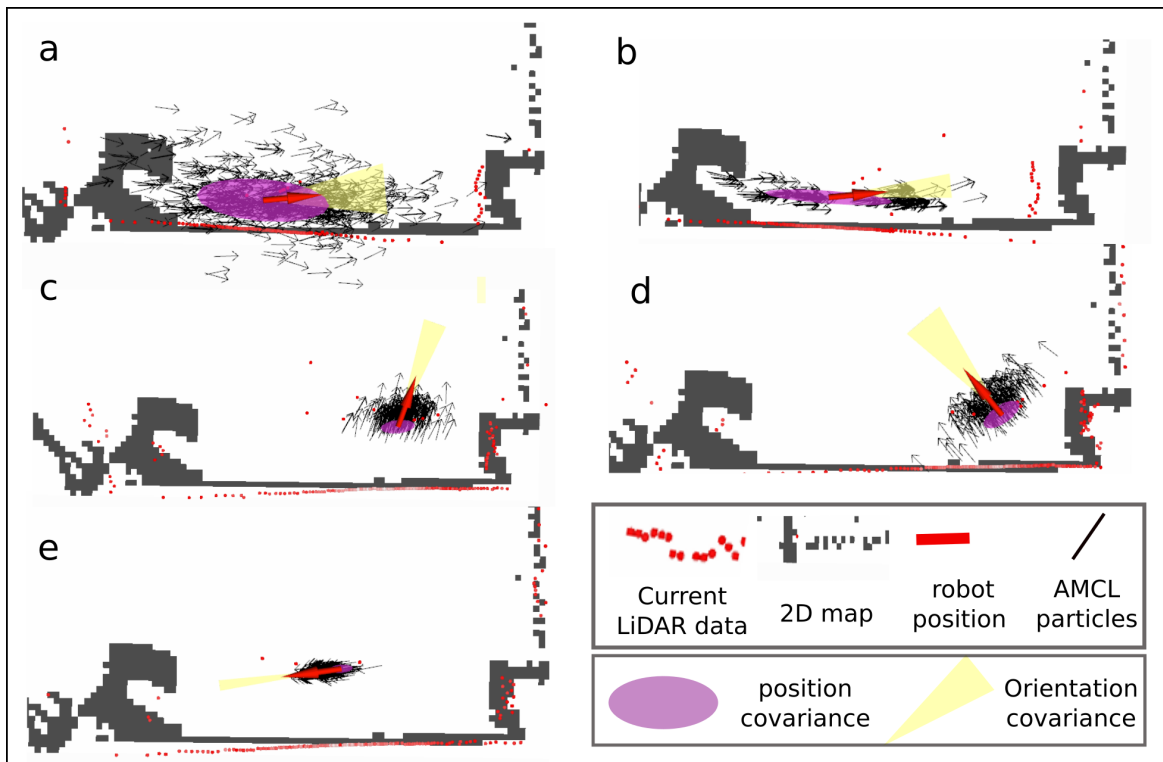 a
b
c
d
e
Current
LiDAR data
2D map
robot
position
AMCL
particles
position
covariance
Orientation
covariance